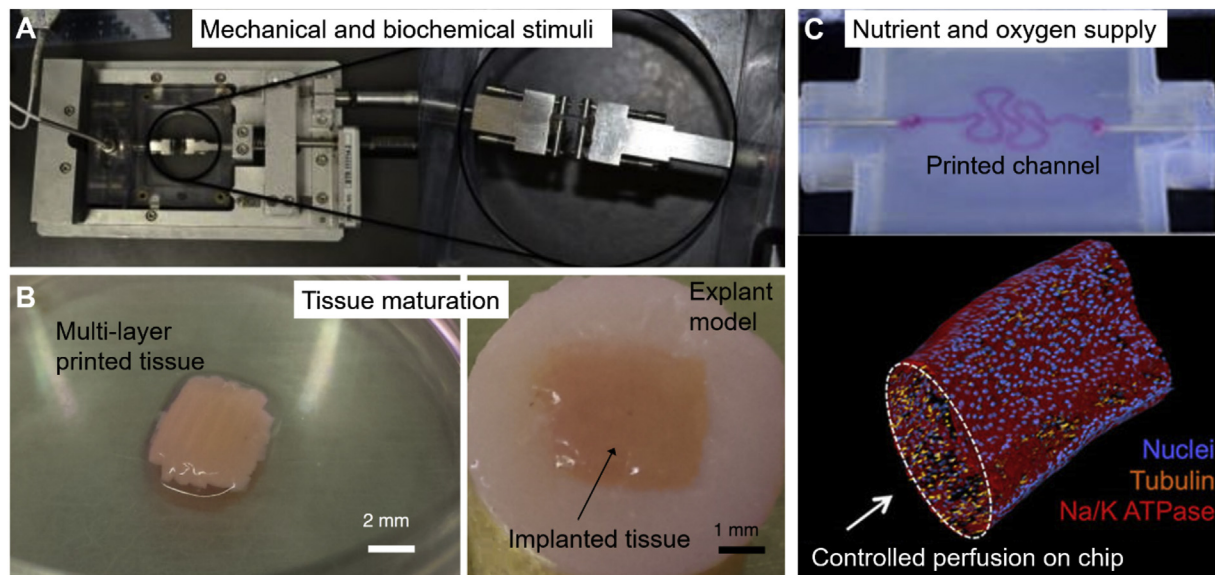 A
Mechanical and biochemical stimuli
B
Tissue maturation
Multi-layer
printed tissue
2 mm
Explant
model
Implanted tissue
1 mm
C
Nutrient and oxygen supply
Printed channel
Nuclei
Tubulin
Na/K ATPase
Controlled perfusion on chip